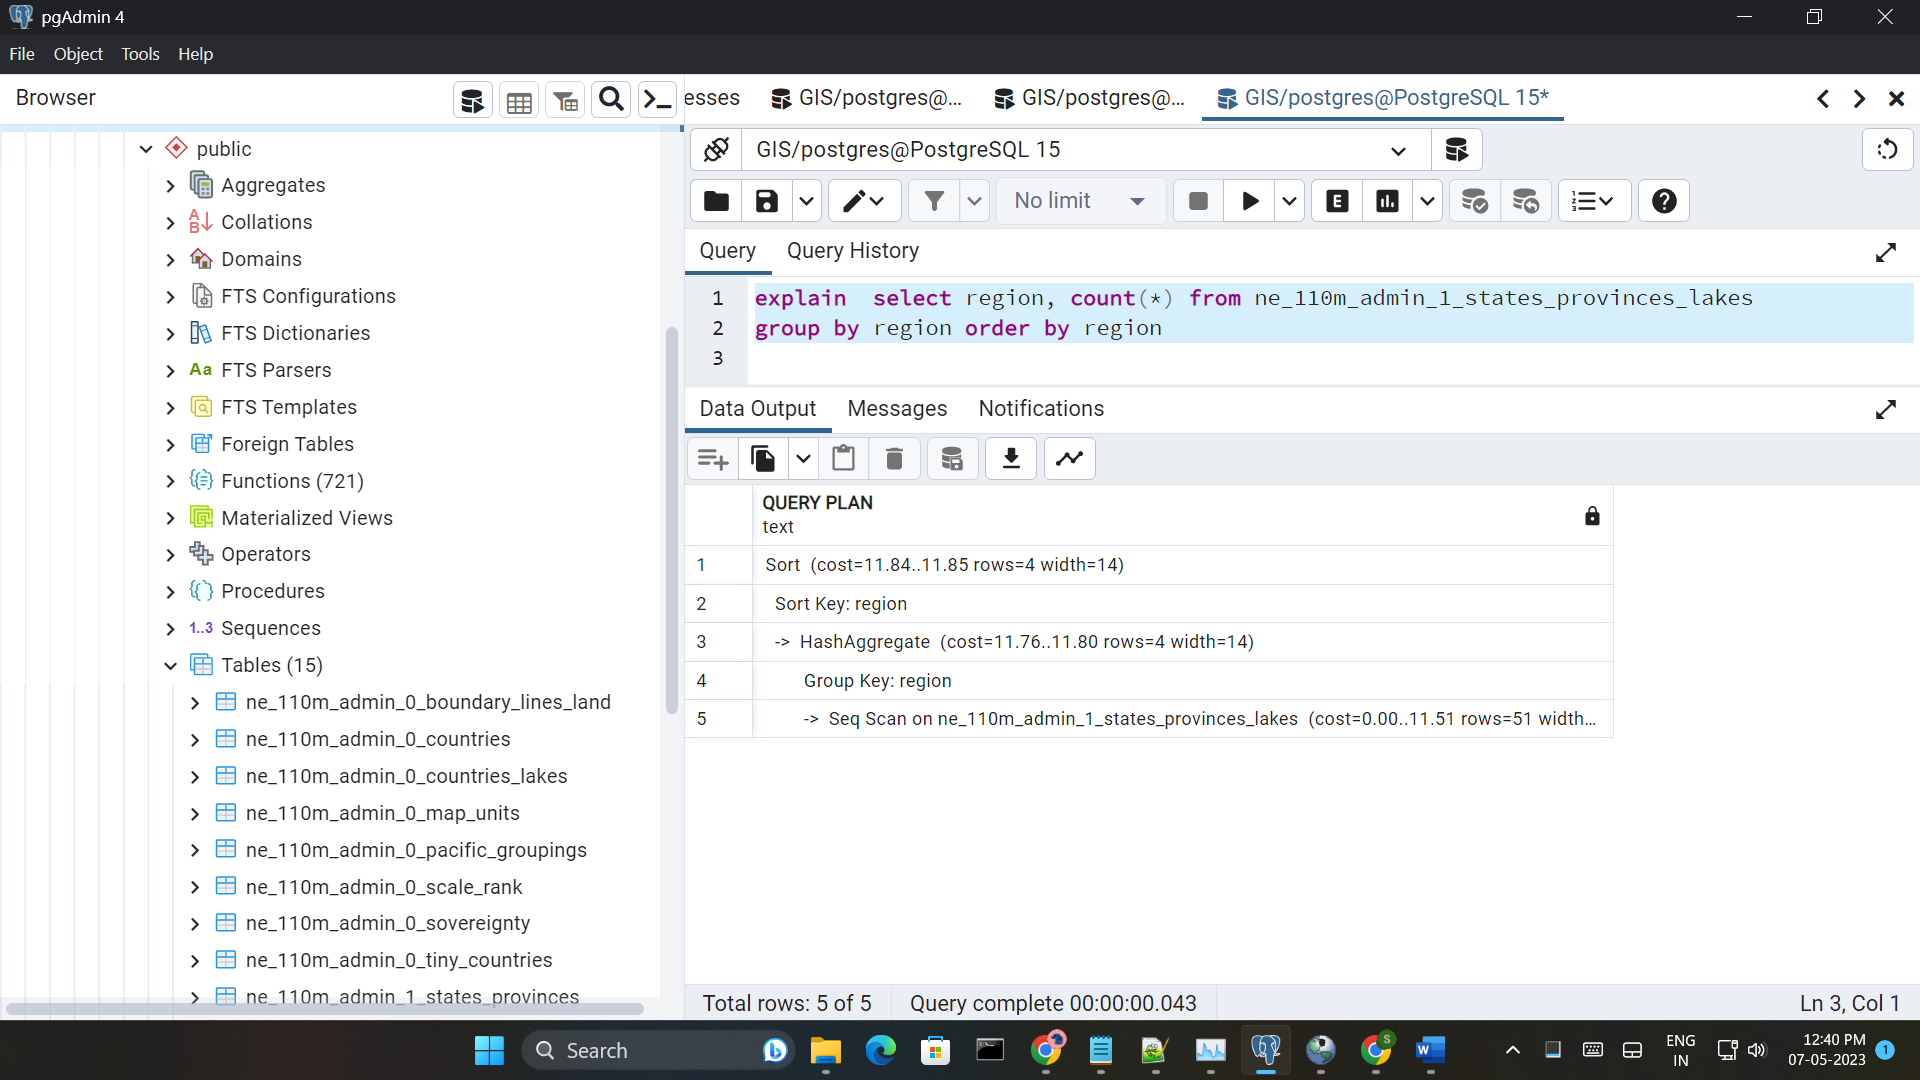 pgAdmin 4
File Object Tools Help
Browser
esses
GIS/postgres@...
GIS/postgres@...
GIS/postgres@PostgreSQL 15*
GIS/postgres@PostgreSQL 15
No limit
E
Query
Query History
1 explain  select region, count(*) from ne_110m_admin_1_states_provinces_lakes
2 group by region order by region
3
Data Output
Messages
Notifications
QUERY PLAN
text
1 Sort  (cost=11.84..11.85 rows=4 width=14)
2 Sort Key: region
3 -> HashAggregate  (cost=11.76..11.80 rows=4 width=14)
4 Group Key: region
5 -> Seq Scan on ne_110m_admin_1_states_provinces_lakes  (cost=0.00..11.51 rows=51 width...
Total rows: 5 of 5
Query complete 00:00:00.043
Ln 3, Col 1
public
Aggregates
Collations
Domains
FTS Configurations
FTS Dictionaries
Aa FTS Parsers
FTS Templates
Foreign Tables
Functions (721)
Materialized Views
Operators
Procedures
1..3 Sequences
Tables (15)
ne_110m_admin_0_boundary_lines_land
ne_110m_admin_0_countries
ne_110m_admin_0_countries_lakes
ne_110m_admin_0_map_units
ne_110m_admin_0_pacific_groupings
ne_110m_admin_0_scale_rank
ne_110m_admin_0_sovereignty
ne_110m_admin_0_tiny_countries
ne_110m_admin_1_states_provinces
Search
S
W
ENG
IN
12:40 PM
07-05-2023
1